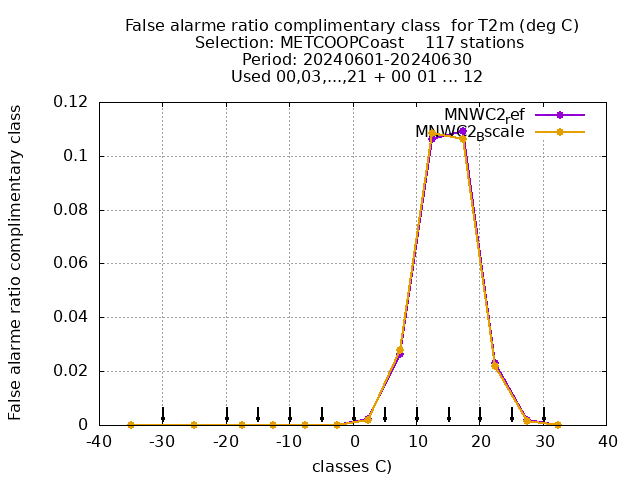 False alarme ratio complimentary class  for T2m (deg C)
Selection: METCOOPCoast    117 stations
Period: 20240601-20240630
Used 00,03,...,21 + 00 01 ... 12
False alarme ratio complimentary class
0.12
0.1
0.08
0.06
0.04
0.02
0
MNWC2ref
MNWC2Bscale
-40 -30 -20 -10 0 10 20 30 40
classes C)